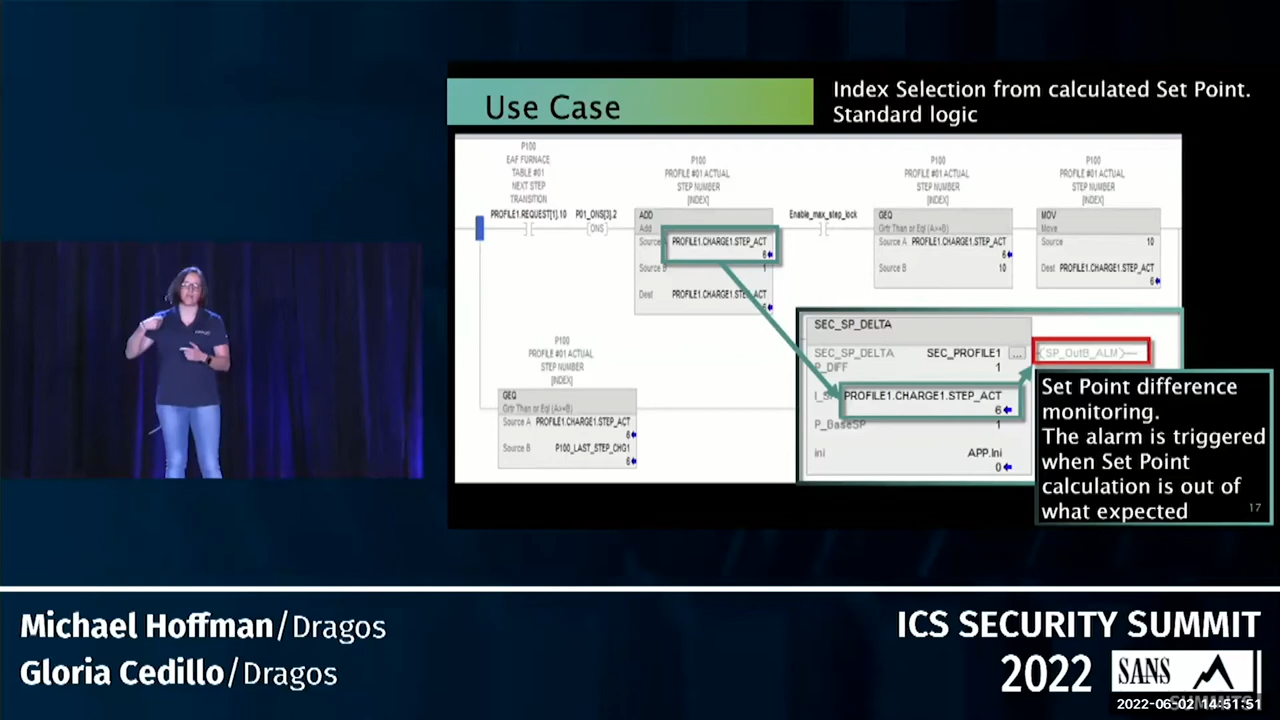 Use Case
Index Selection from calculated Set Point.
Standard logic
P100
EAF FURNACE
TABLE #01
NEXT STEP
TRANSITION
PROFILE1.REQUEST[1].10
P01_ONS[3].2
ONS
P100
PROFILE #01 ACTUAL
STEP NUMBER
[INDEX]
ADD
Add
Source A PROFILE1.CHARGE1.STEP_ACT
6
Source B 1
Dest PROFILE1.CHARGE1.STEP_ACT
6
Enable_max_step_lock
P100
PROFILE #01 ACTUAL
STEP NUMBER
[INDEX]
GEQ
Grtr Than or Eql (A>=B)
Source A PROFILE1.CHARGE1.STEP_ACT
6
Source B 10
P100
PROFILE #01 ACTUAL
STEP NUMBER
[INDEX]
MOV
Move
Source 10
Dest PROFILE1.CHARGE1.STEP_ACT
6
P100
PROFILE #01 ACTUAL
STEP NUMBER
[INDEX]
GEQ
Grtr Than or Eql (A>=B)
Source A PROFILE1.CHARGE1.STEP_ACT
6
Source B P100_LAST_STEP_CHG1
6
SEC_SP_DELTA
SEC_SP_DELTA SEC_PROFILE1 ...
P_DIFF 1
PROFILE1.CHARGE1.STEP_ACT
6
P_BaseSP 1
ini APP.Ini
0
SP_OutB_ALM
Set Point difference
monitoring.
The alarm is triggered
when Set Point
calculation is out of
what expected
17
Michael Hoffman/Dragos
Gloria Cedillo/Dragos
ICS SECURITY SUMMIT
2022
SANS
SUMMITS
2022-06-02 14:51:51